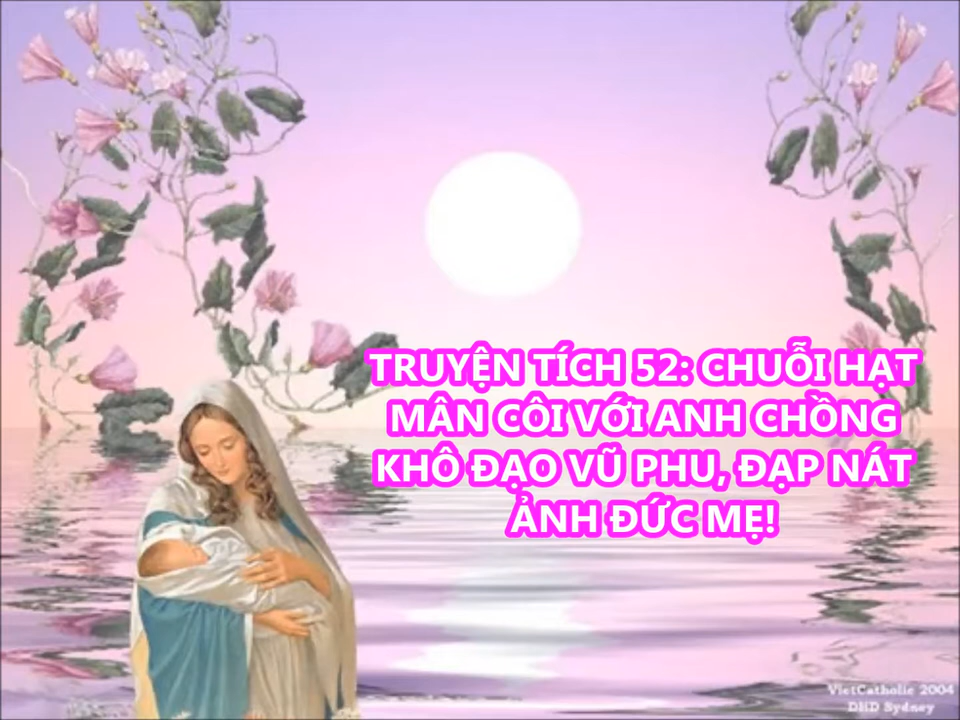 TRUYỆN TÍCH 52: CHUỖI HẠT
MÂN CÔI VỚI ANH CHỒNG
KHÔ ĐẠO VŨ PHU, ĐẠP NÁT
ẢNH ĐỨC MẸ!
VietCatholic 2004
DHD Sydney